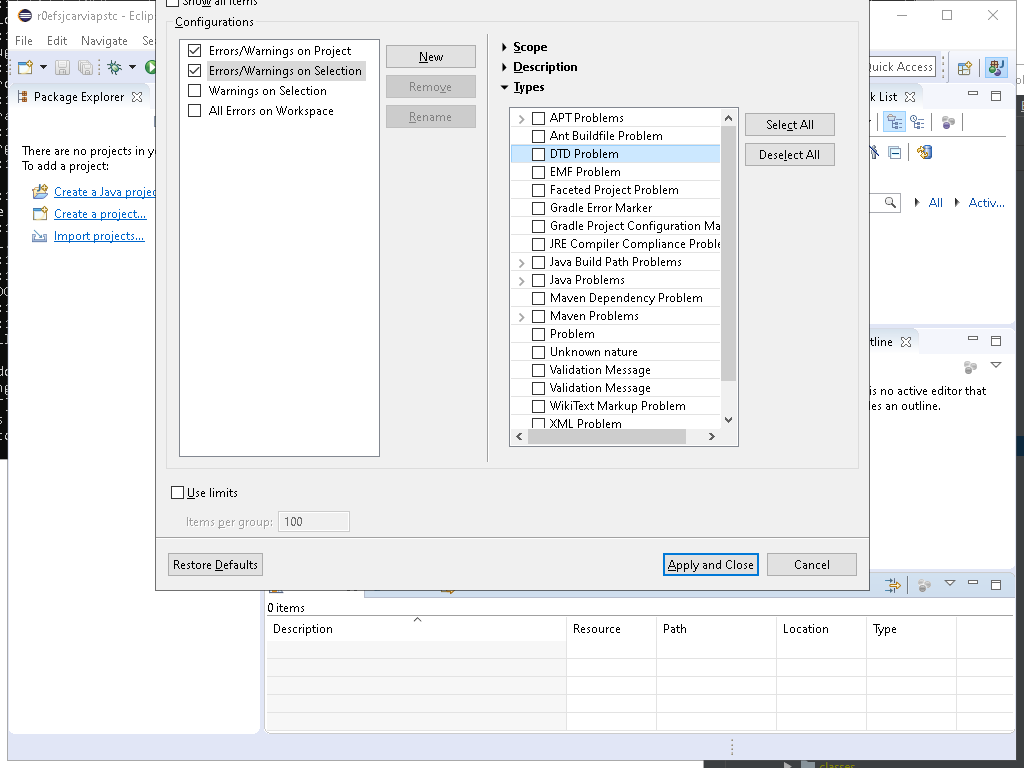 r0efsjcarviapstc - Eclip
Show all items
File Edit Navigate Se
Configurations
Errors/Warnings on Project
Errors/Warnings on Selection
Warnings on Selection
All Errors on Workspace
New
Remove
Rename
Scope
Description
Types
APT Problems
Ant Buildfile Problem
DTD Problem
EMF Problem
Faceted Project Problem
Gradle Error Marker
Gradle Project Configuration Ma
JRE Compiler Compliance Proble
Java Build Path Problems
Java Problems
Maven Dependency Problem
Maven Problems
Problem
Unknown nature
Validation Message
Validation Message
WikiText Markup Problem
XML Problem
Select All
Deselect All
Use limits
Items per group: 100
Restore Defaults
Apply and Close
Cancel
Quick Access
Package Explorer
There are no projects in yo
To add a project:
Create a Java projec
Create a project...
Import projects...
k List
All
Activ...
tline
is no active editor that
les an outline.
0 items
Description Resource Path Location Type
classes